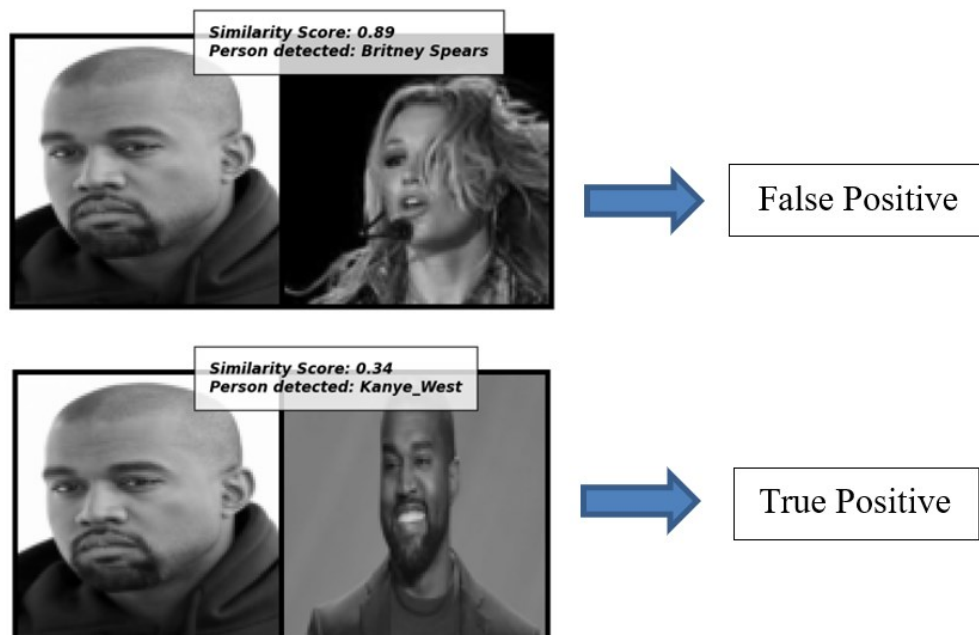 Similarity Score: 0.89
Person detected: Britney Spears
False Positive
Similarity Score: 0.34
Person detected: Kanye_West
True Positive